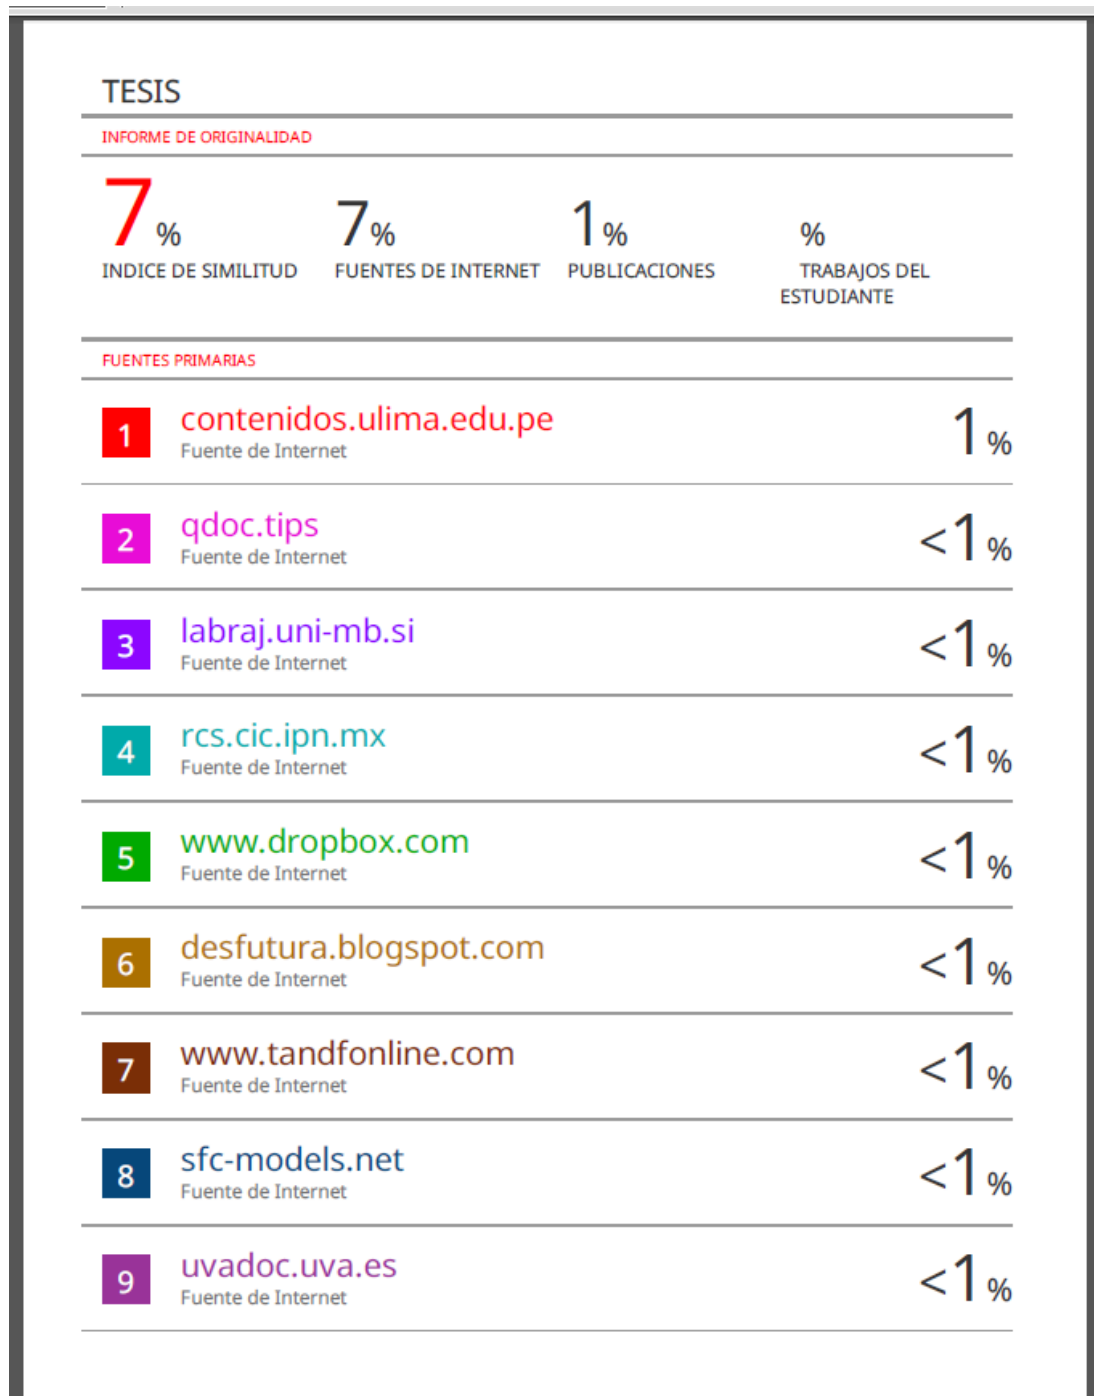 TESIS
INFORME DE ORIGINALIDAD
7% 7% 1% %
INDICE DE SIMILITUD FUENTES DE INTERNET PUBLICACIONES TRABAJOS DEL
ESTUDIANTE
FUENTES PRIMARIAS
1 contenidos.ulima.edu.pe 1%
Fuente de Internet
2 qdoc.tips <1%
Fuente de Internet
3 labraj.uni-mb.si <1%
Fuente de Internet
4 rcs.cic.ipn.mx <1%
Fuente de Internet
5 www.dropbox.com <1%
Fuente de Internet
6 desfutura.blogspot.com <1%
Fuente de Internet
7 www.tandfonline.com <1%
Fuente de Internet
8 sfc-models.net <1%
Fuente de Internet
9 uvadoc.uva.es <1%
Fuente de Internet